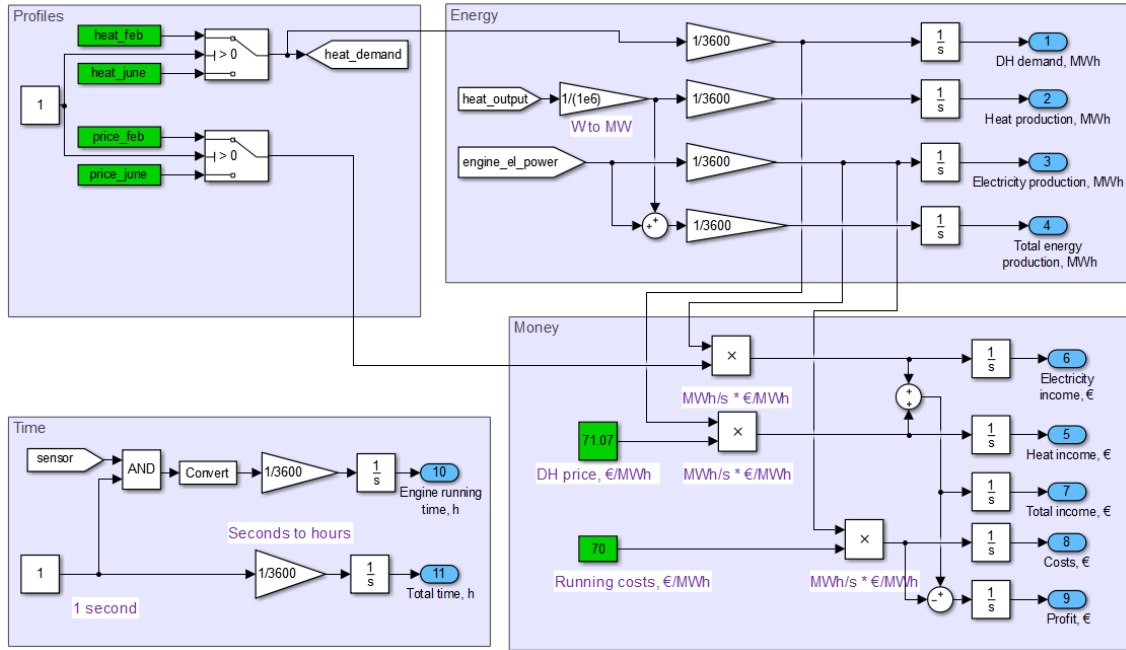 Profiles
heat_feb
> 0
heat_demand
heat_june
1
price_feb
> 0
price_june
Energy
1/3600
1
s
1
DH demand, MWh
heat_output
1/(1e6)
W to MW
1/3600
1
s
2
Heat production, MWh
engine_el_power
1/3600
1
s
3
Electricity production, MWh
+
+
1/3600
1
s
4
Total energy
production, MWh
Money
×
MWh/s * €/MWh
1
s
6
Electricity
income, €
+
+
71.07
DH price, €/MWh
×
MWh/s * €/MWh
1
s
5
Heat income, €
1
s
7
Total income, €
70
Running costs, €/MWh
×
MWh/s * €/MWh
1
s
8
Costs, €
−
+
1
s
9
Profit, €
Time
sensor
AND
Convert
1/3600
1
s
10
Engine running
time, h
Seconds to hours
1
1 second
1/3600
1
s
11
Total time, h